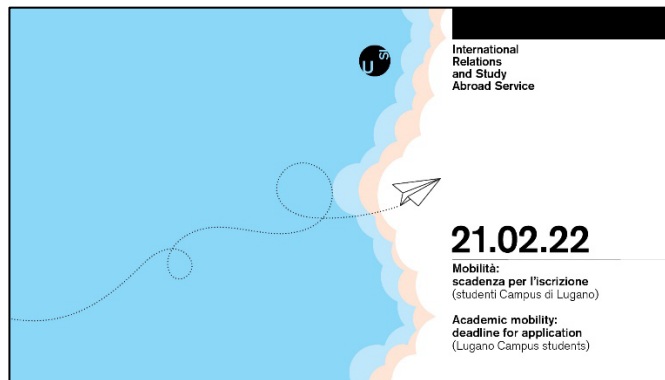 U
SI
International
Relations
and Study
Abroad Service
21.02.22
Mobilità:
scadenza per l'iscrizione
(studenti Campus di Lugano)
Academic mobility:
deadline for application
(Lugano Campus students)